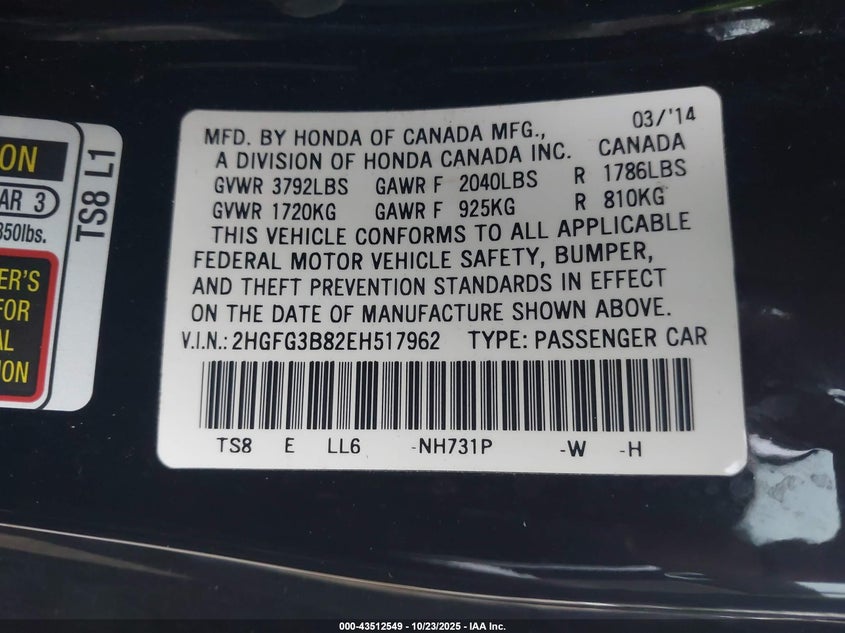 ON
AR 3
350lbs.
ER'S
FOR
AL
ION
TS8 L1
MFD. BY HONDA OF CANADA MFG., 03/'14
A DIVISION OF HONDA CANADA INC. CANADA
GVWR 3792LBS GAWR F 2040LBS R 1786LBS
GVWR 1720KG GAWR F 925KG R 810KG
THIS VEHICLE CONFORMS TO ALL APPLICABLE
FEDERAL MOTOR VEHICLE SAFETY, BUMPER,
AND THEFT PREVENTION STANDARDS IN EFFECT
ON THE DATE OF MANUFACTURE SHOWN ABOVE.
V.I.N.: 2HGFG3B82EH517962 TYPE: PASSENGER CAR
TS8 E LL6 -NH731P -W -H
000-43512549 - 10/23/2025 - IAA Inc.